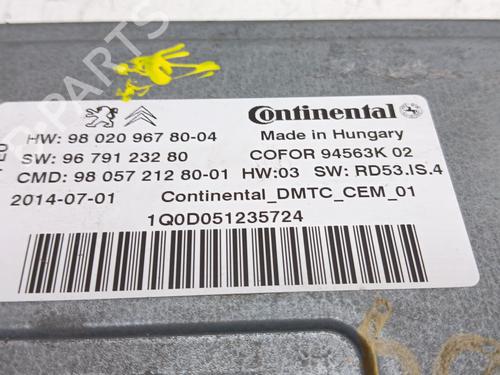 Continental
HW: 98 020 967 80-04
Made in Hungary
SW: 96 791 232 80
COFOR 94563K 02
CMD: 98 057 212 80-01 HW:03 SW: RD53.IS.4
2014-07-01 Continental_DMTC_CEM_01
1Q0D051235724